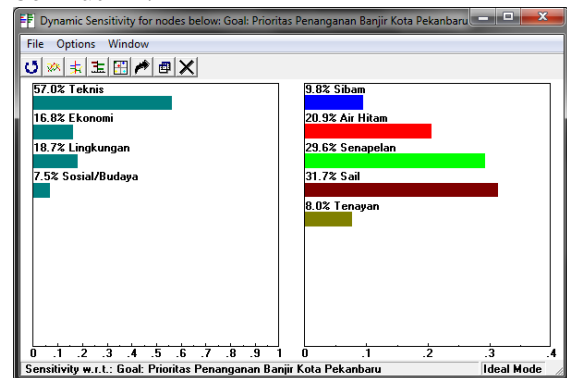 Dynamic Sensitivity for nodes below: Goal: Prioritas Penanganan Banjir Kota Pekanbaru
File Options Window
57.0% Teknis
16.8% Ekonomi
18.7% Lingkungan
7.5% Sosial/Budaya
0 .1 .2 .3 .4 .5 .6 .7 .8 .9 1
9.8% Sibam
20.9% Air Hitam
29.6% Senapelan
31.7% Sail
8.0% Tenayan
0 .1 .2 .3 .4
Sensitivity w.r.t.: Goal: Prioritas Penanganan Banjir Kota Pekanbaru Ideal Mode